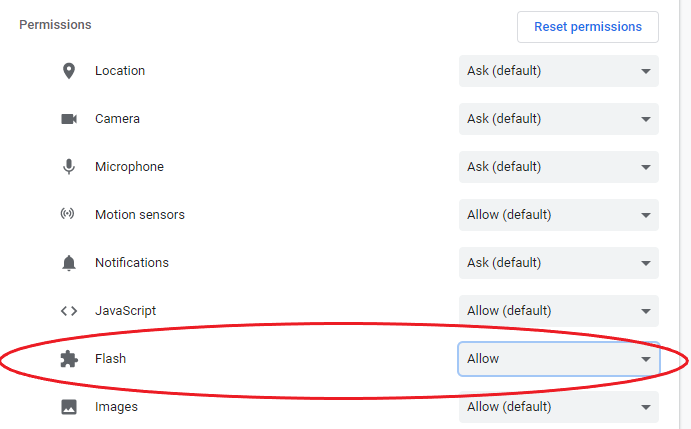 Permissions Reset permissions
Location Ask (default)
Camera Ask (default)
Microphone Ask (default)
Motion sensors Allow (default)
Notifications Ask (default)
JavaScript Allow (default)
Flash Allow
Images Allow (default)